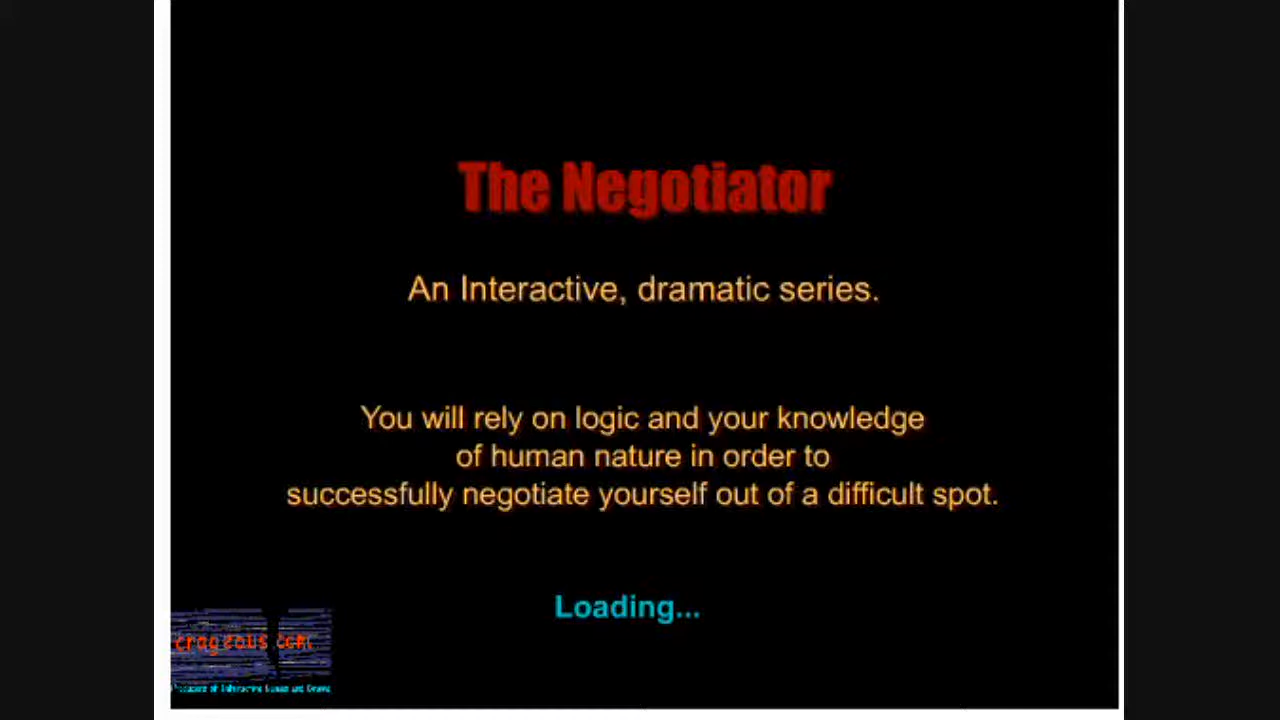 The Negotiator
An Interactive, dramatic series.
You will rely on logic and your knowledge
of human nature in order to
successfully negotiate yourself out of a difficult spot.
Loading...